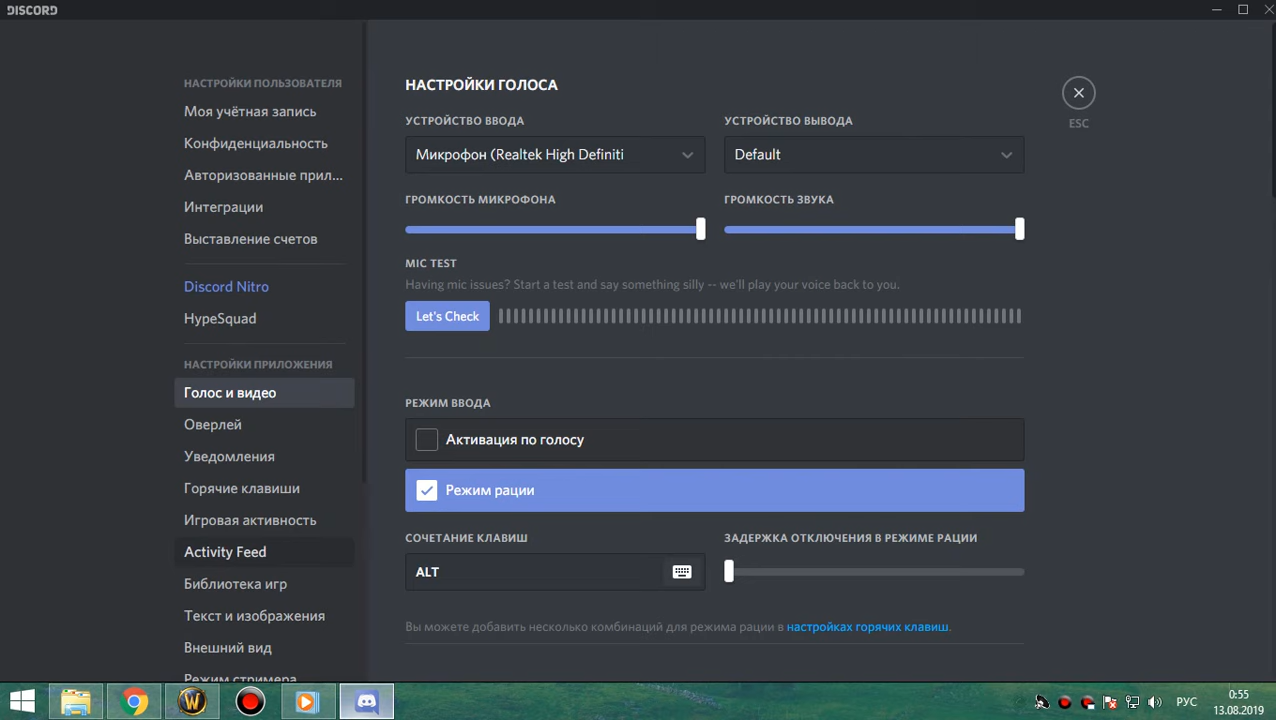 DISCORD
НАСТРОЙКИ ПОЛЬЗОВАТЕЛЯ
Моя учётная запись
Конфиденциальность
Авторизованные прил...
Интеграции
Выставление счетов
Discord Nitro
HypeSquad
НАСТРОЙКИ ПРИЛОЖЕНИЯ
Голос и видео
Оверлей
Уведомления
Горячие клавиши
Игровая активность
Activity Feed
Библиотека игр
Текст и изображения
Внешний вид
Режим стримера
НАСТРОЙКИ ГОЛОСА
УСТРОЙСТВО ВВОДА
Микрофон (Realtek High Definiti
УСТРОЙСТВО ВЫВОДА
Default
ESC
ГРОМКОСТЬ МИКРОФОНА
ГРОМКОСТЬ ЗВУКА
MIC TEST
Having mic issues? Start a test and say something silly -- we'll play your voice back to you.
Let's Check
РЕЖИМ ВВОДА
Активация по голосу
Режим рации
СОЧЕТАНИЕ КЛАВИШ
ALT
ЗАДЕРЖКА ОТКЛЮЧЕНИЯ В РЕЖИМЕ РАЦИИ
Вы можете добавить несколько комбинаций для режима рации в настройках горячих клавиш.
РУС
0:55
13.08.2019